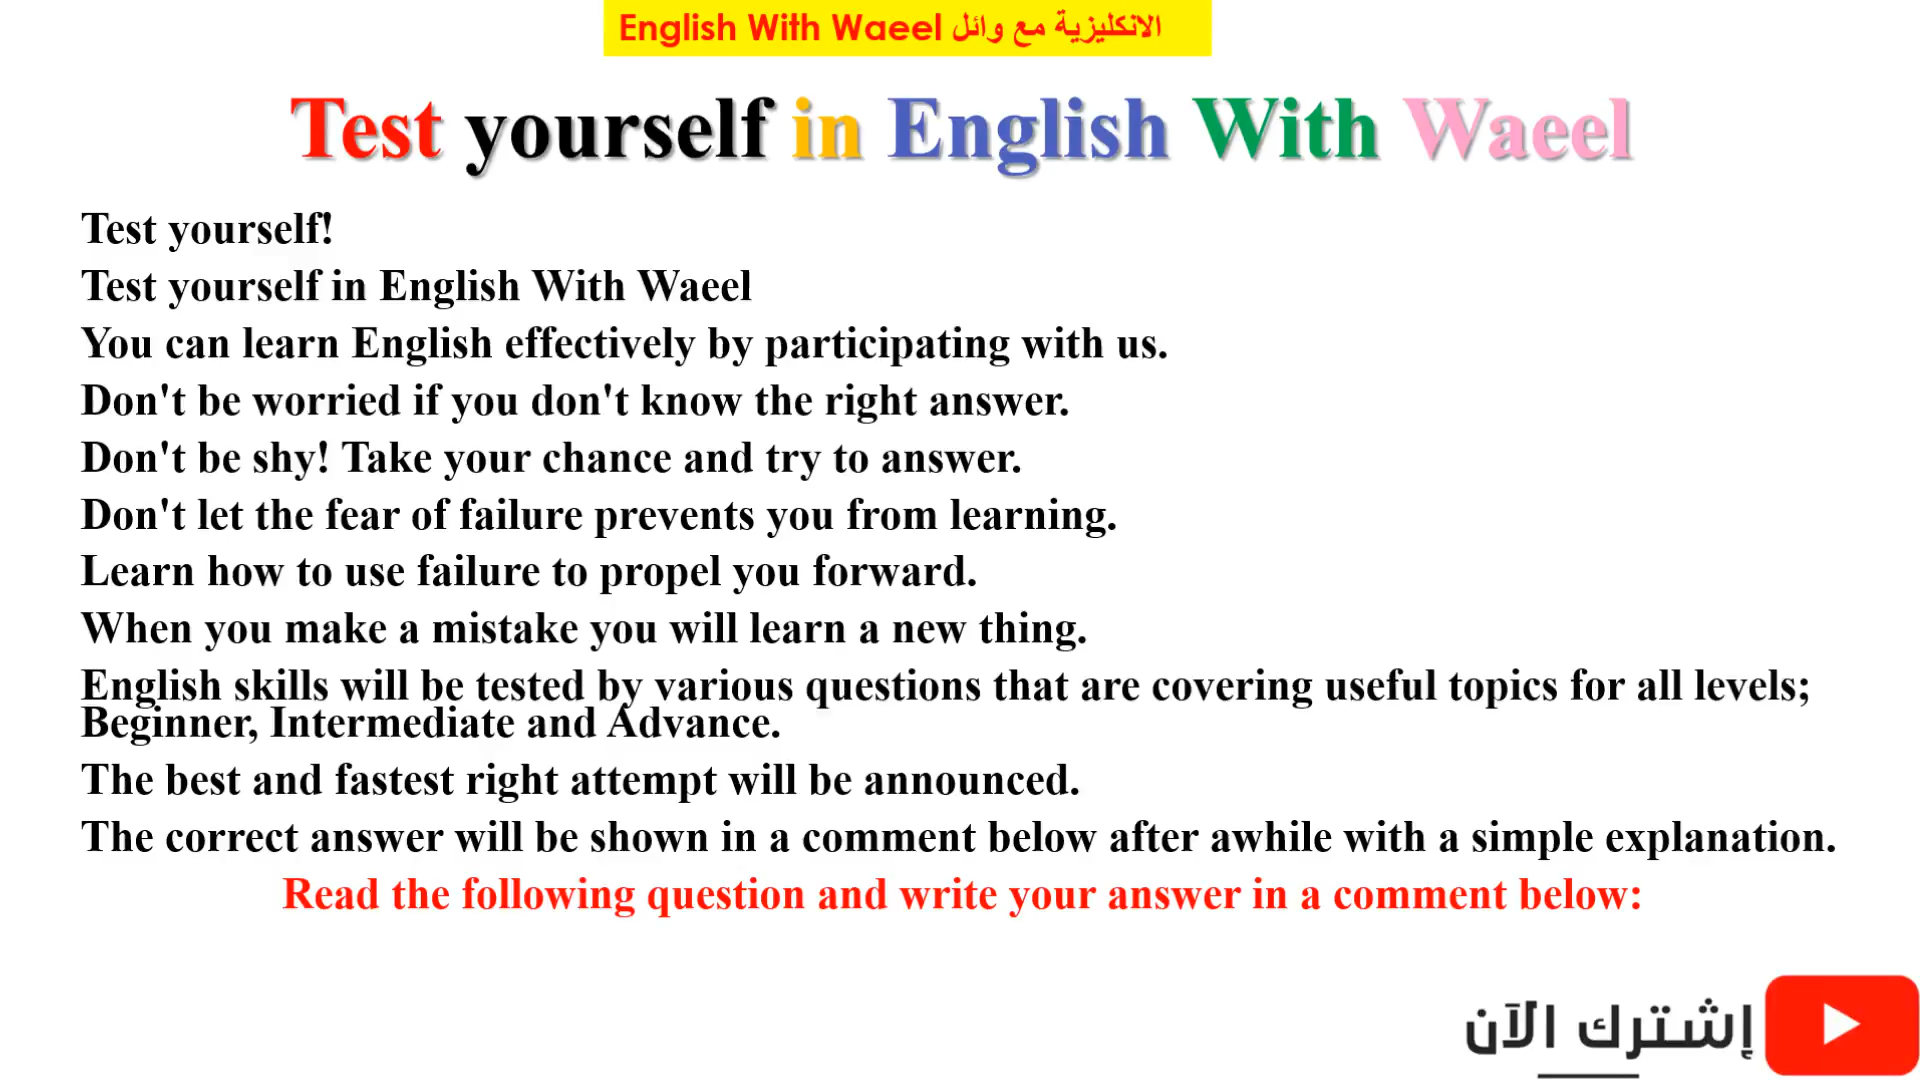 English With Waeel الانكليزية مع وائل
Test yourself in English With Waeel
Test yourself!
Test yourself in English With Waeel
You can learn English effectively by participating with us.
Don't be worried if you don't know the right answer.
Don't be shy! Take your chance and try to answer.
Don't let the fear of failure prevents you from learning.
Learn how to use failure to propel you forward.
When you make a mistake you will learn a new thing.
English skills will be tested by various questions that are covering useful topics for all levels;
Beginner, Intermediate and Advance.
The best and fastest right attempt will be announced.
The correct answer will be shown in a comment below after awhile with a simple explanation.
Read the following question and write your answer in a comment below:
إشترك الآن